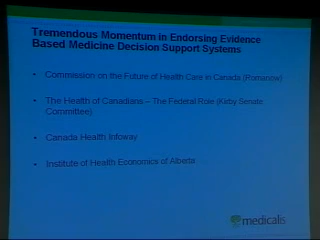 Tremendous Momentum in Endorsing Evidence
Based Medicine Decision Support Systems
• Commission on the Future of Health Care in Canada (Romanow)
• The Health of Canadians – The Federal Role (Kirby Senate
Committee)
• Canada Health Infoway
• Institute of Health Economics of Alberta
medicalis